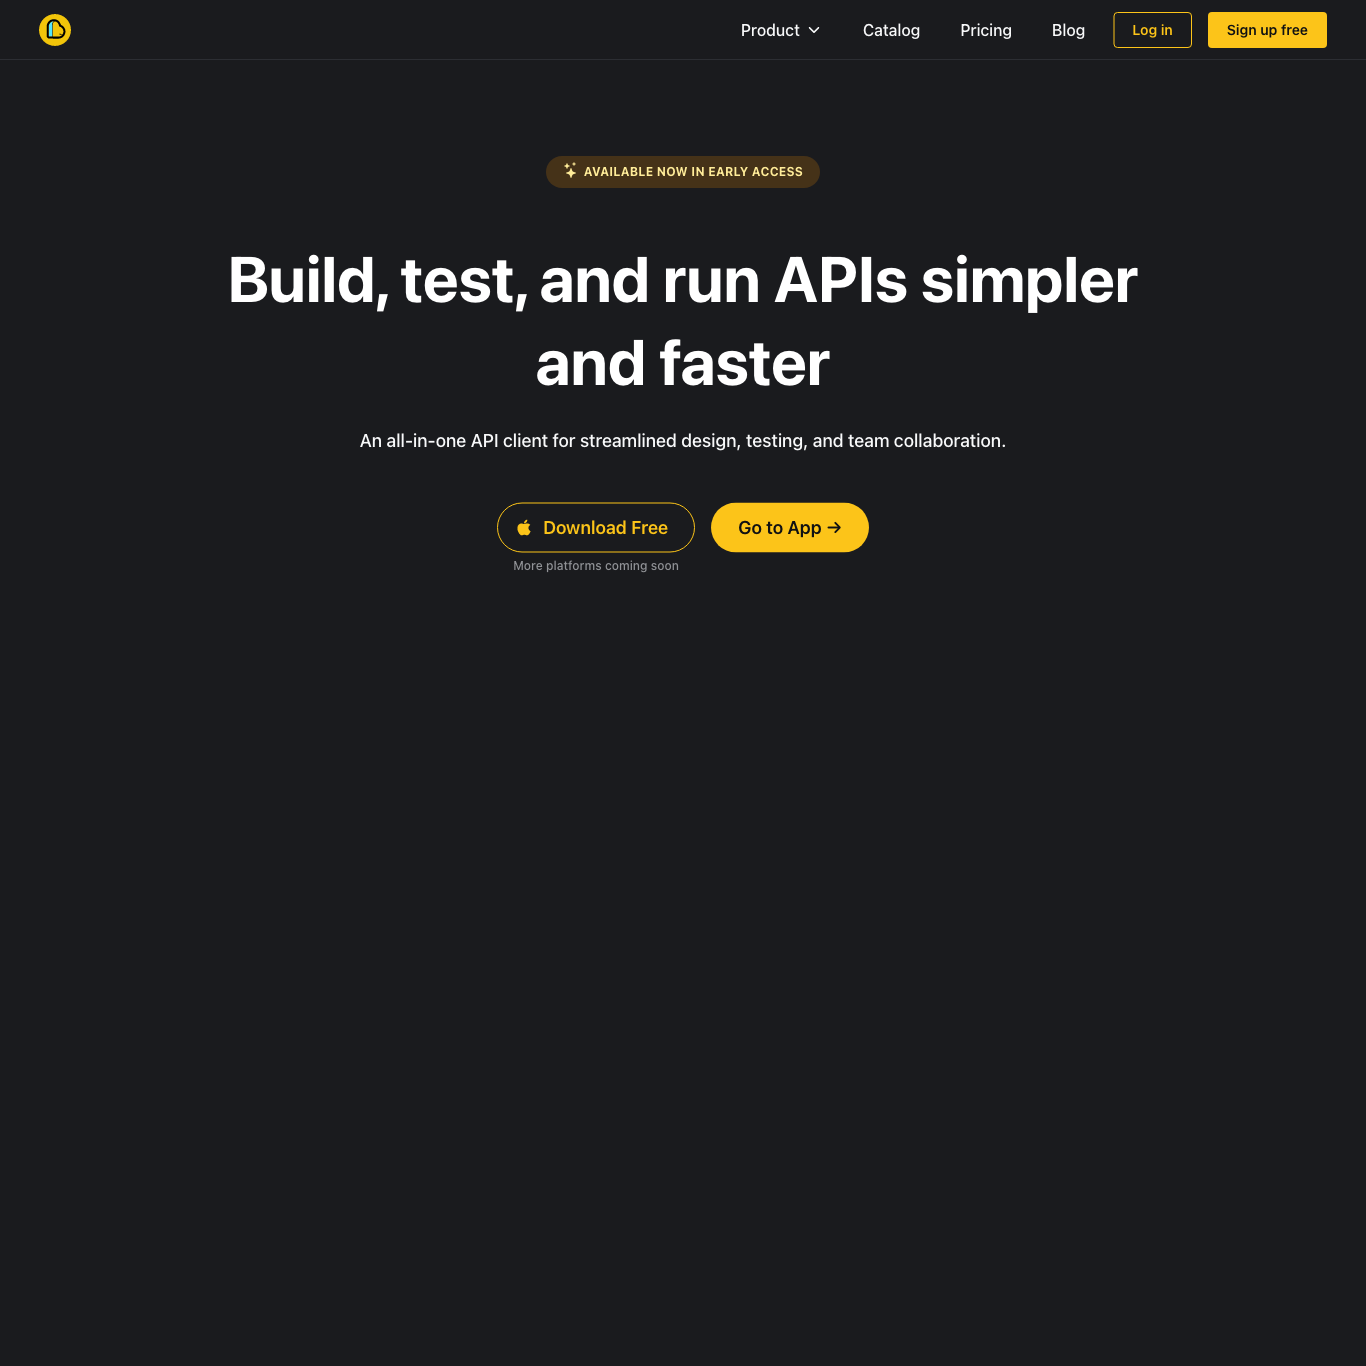 Product
Catalog
Pricing
Blog
Log in
Sign up free
AVAILABLE NOW IN EARLY ACCESS
Build, test, and run APIs simpler
and faster
An all-in-one API client for streamlined design, testing, and team collaboration.
Download Free
Go to App →
More platforms coming soon